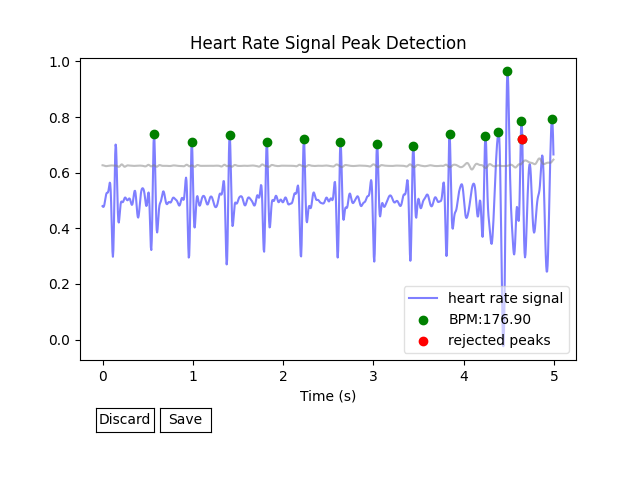 Heart Rate Signal Peak Detection
1.0
0.8
0.6
0.4
0.2
0.0
heart rate signal
BPM:176.90
rejected peaks
0 1 2 3 4 5
Time (s)
Discard Save